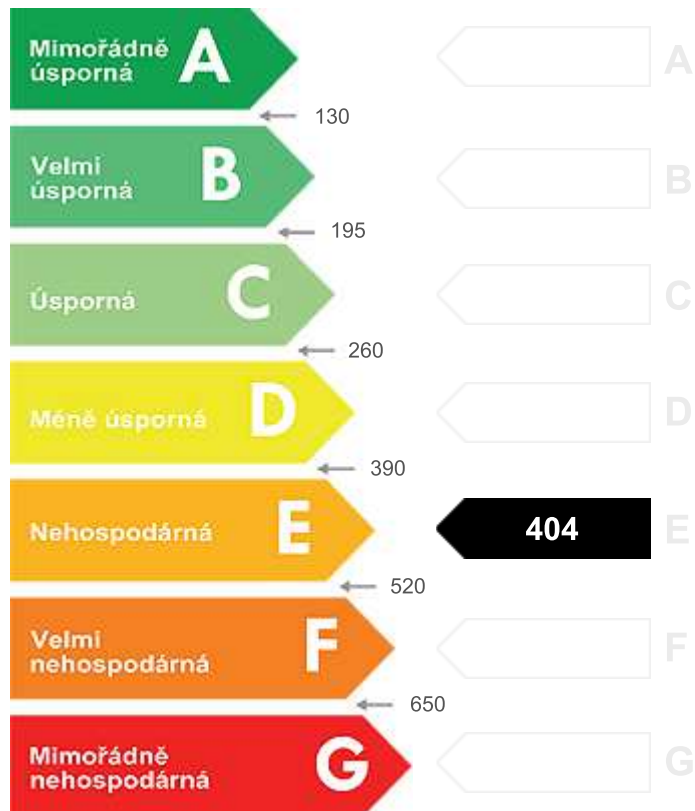 Mimořádně
úsporná
A
A
130
Velmi
úsporná
B
B
195
Úsporná
C
C
260
Méně úsporná
D
D
390
Nehospodárná
E
404
E
520
Velmi
nehospodárná
F
F
650
Mimořádně
nehospodárná
G
G